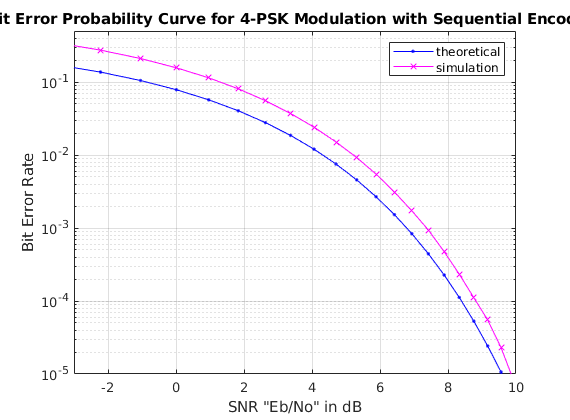 it Error Probability Curve for 4-PSK Modulation with Sequential Encod
theoretical
simulation
Bit Error Rate
10^-1
10^-2
10^-3
10^-4
10^-5
-2 0 2 4 6 8 10
SNR "Eb/No" in dB